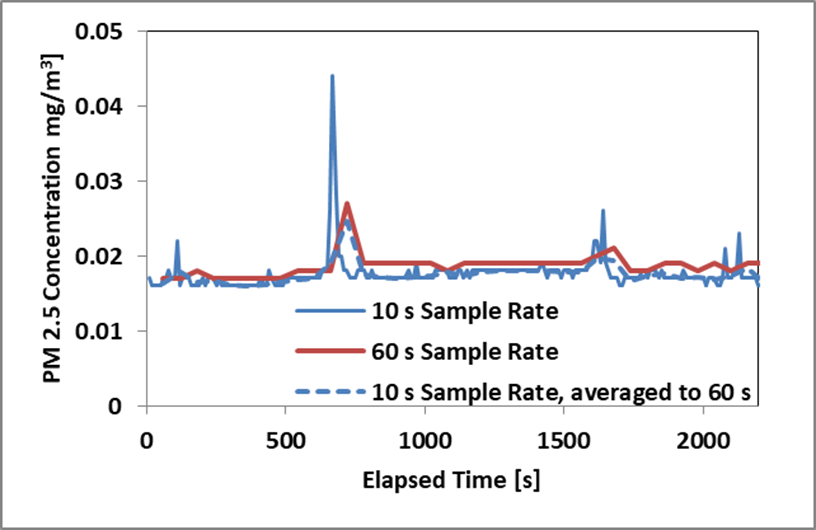 0.05
0.04
0.03
0.02
0.01
0
PM 2.5 Concentration mg/m³
10 s Sample Rate
60 s Sample Rate
10 s Sample Rate, averaged to 60 s
0 500 1000 1500 2000
Elapsed Time [s]